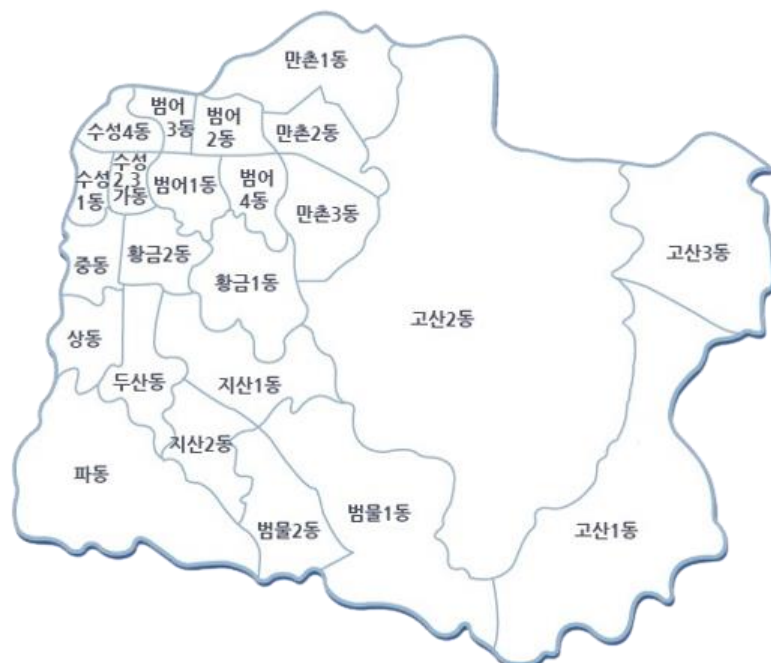 만촌1동
범어
3동
범어
2동
수성4동
만촌2동
수성
2,3
가동
수성
1동
범어1동
범어
4동
만촌3동
중동
황금2동
황금1동
고산3동
고산2동
상동
두산동
지산1동
지산2동
파동
범물2동
범물1동
고산1동